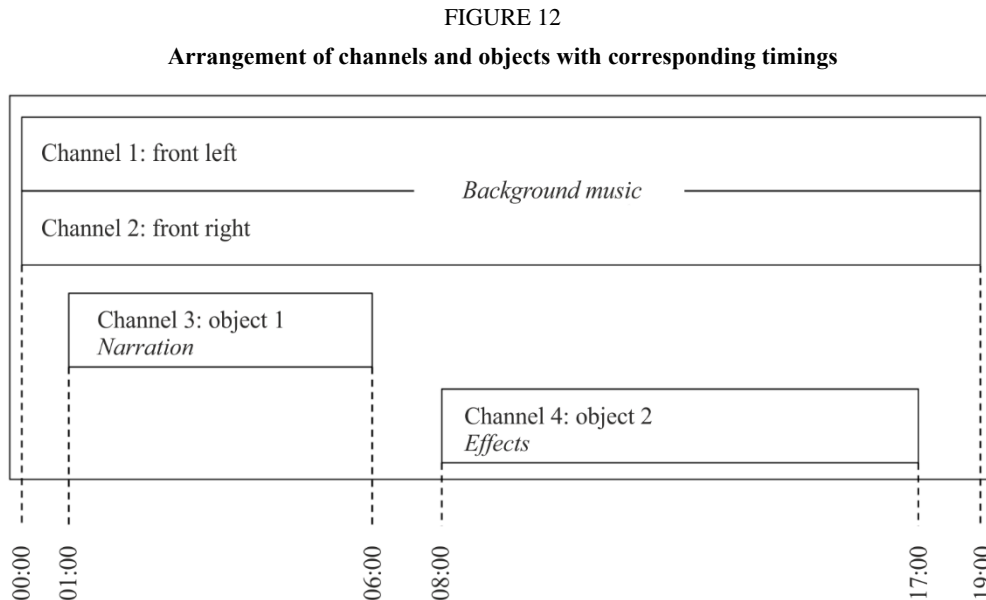 FIGURE 12
Arrangement of channels and objects with corresponding timings
Channel 1: front left
Background music
Channel 2: front right
Channel 3: object 1
Narration
Channel 4: object 2
Effects
00:00
01:00
06:00
08:00
17:00
19:00